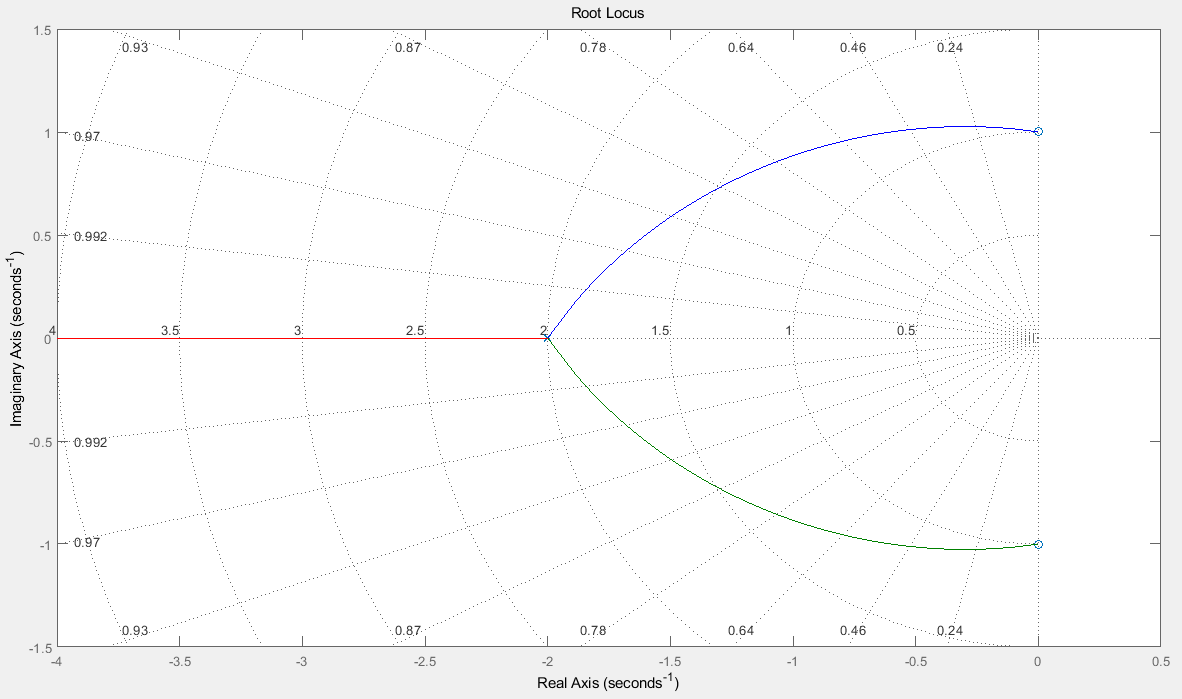 Root Locus
1.5
0.93 0.87 0.78 0.64 0.46 0.24
1 0.97
0.5 0.992
Imaginary Axis (seconds-1)
4 3.5 3 2.5 2 1.5 1 0.5
0
-0.5 0.992
-1 0.97
0.93 0.87 0.78 0.64 0.46 0.24
-1.5
-4 -3.5 -3 -2.5 -2 -1.5 -1 -0.5 0 0.5
Real Axis (seconds-1)